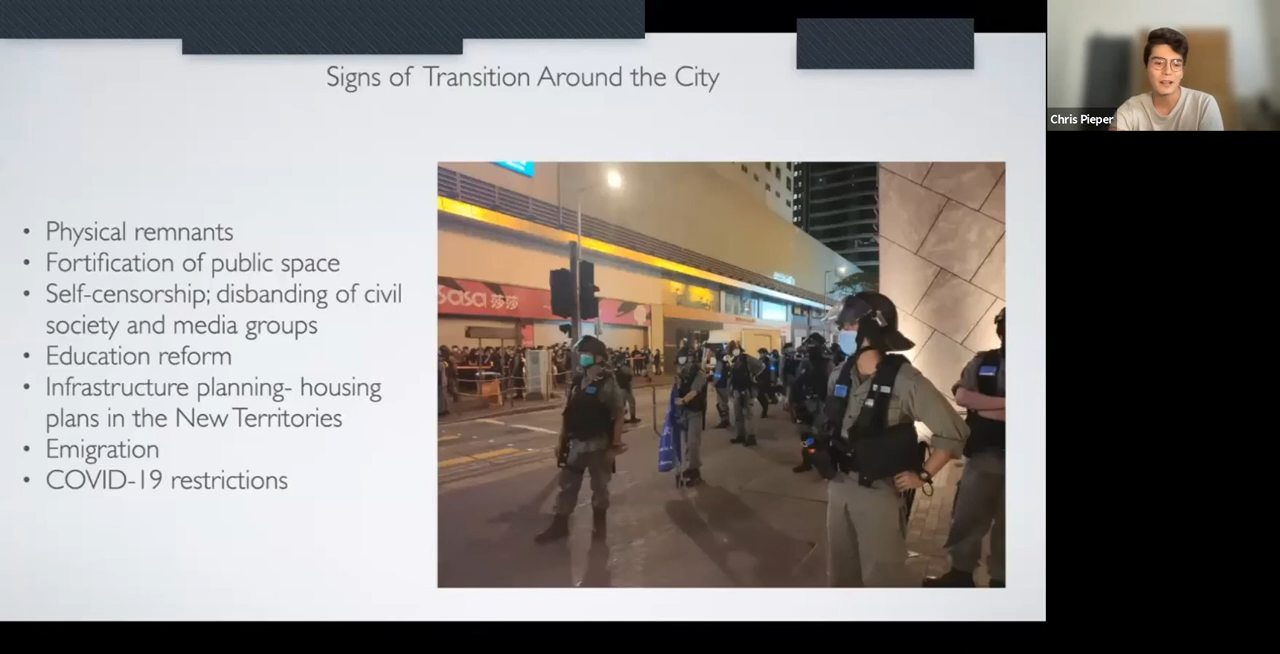 Signs of Transition Around the City
Chris Pieper
• Physical remnants
• Fortification of public space
• Self-censorship; disbanding of civil
society and media groups
• Education reform
• Infrastructure planning- housing
plans in the New Territories
• Emigration
• COVID-19 restrictions
sasa 莎莎